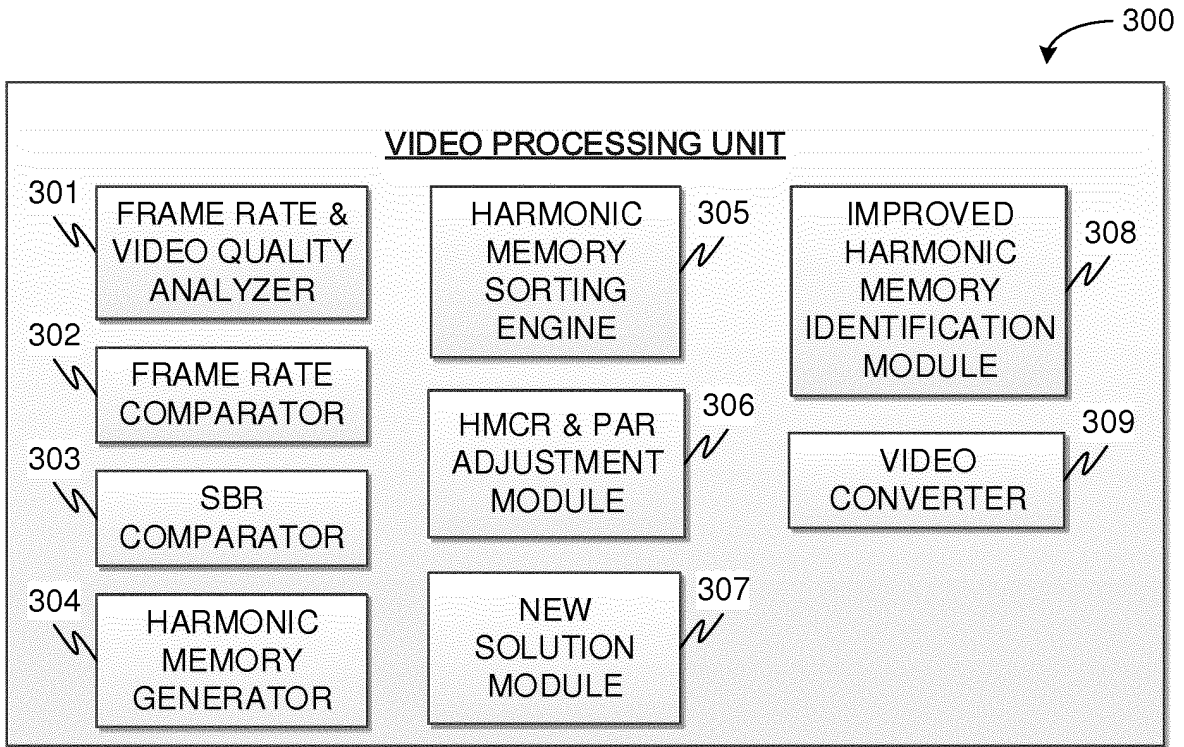 300
VIDEO PROCESSING UNIT
301
FRAME RATE &
VIDEO QUALITY
ANALYZER
302
FRAME RATE
COMPARATOR
303
SBR
COMPARATOR
304
HARMONIC
MEMORY
GENERATOR
305
HARMONIC
MEMORY
SORTING
ENGINE
306
HMCR & PAR
ADJUSTMENT
MODULE
307
NEW
SOLUTION
MODULE
308
IMPROVED
HARMONIC
MEMORY
IDENTIFICATION
MODULE
309
VIDEO
CONVERTER